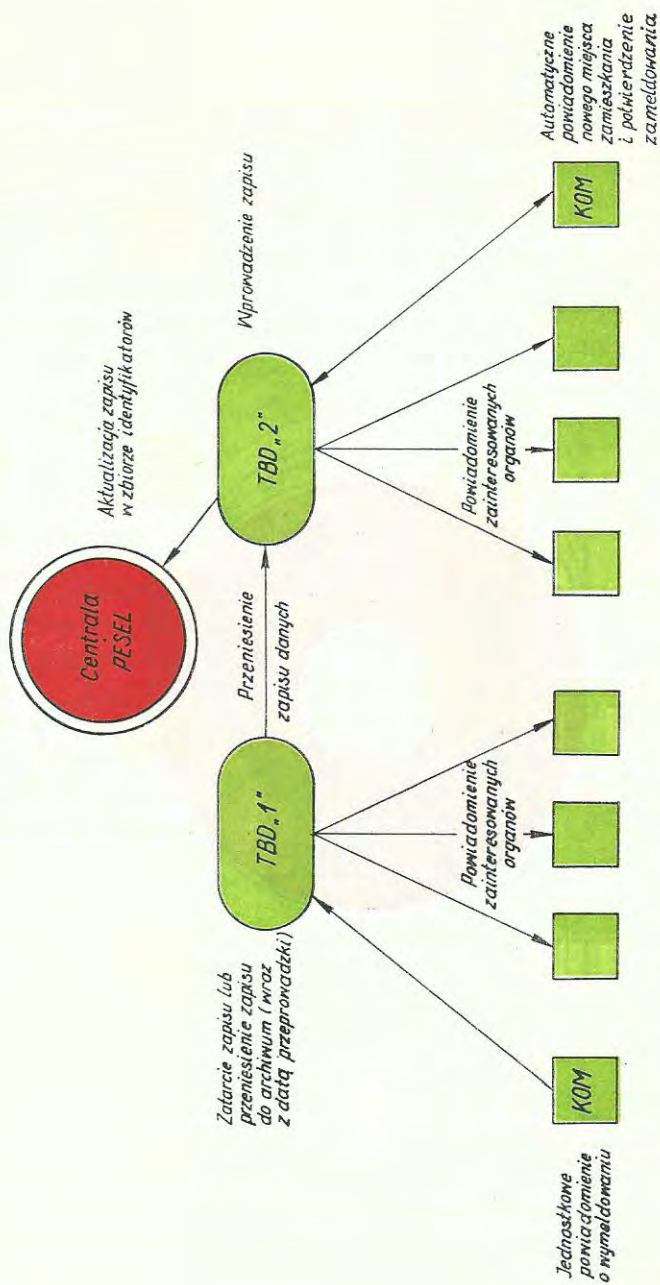 Centrala
PESEL
Aktualizacja zapisu
w zbiorze identyfikatorów
Zatarcie zapisu lub
przeniesienie zapisu
do archiwum (wraz
z datą przeprowadzki)
TBD „1"
Przeniesienie
zapisu danych
TBD „2"
Wprowadzenie zapisu
Powiadomienie
zainteresowanych
organów
Powiadomienie
zainteresowanych
organów
Jednostkowe
powiadomienie
o wymeldowaniu
KOM
KOM
Automatyczne
powiadomienie
nowego miejsca
zamieszkania
i potwierdzenie
zameldowania